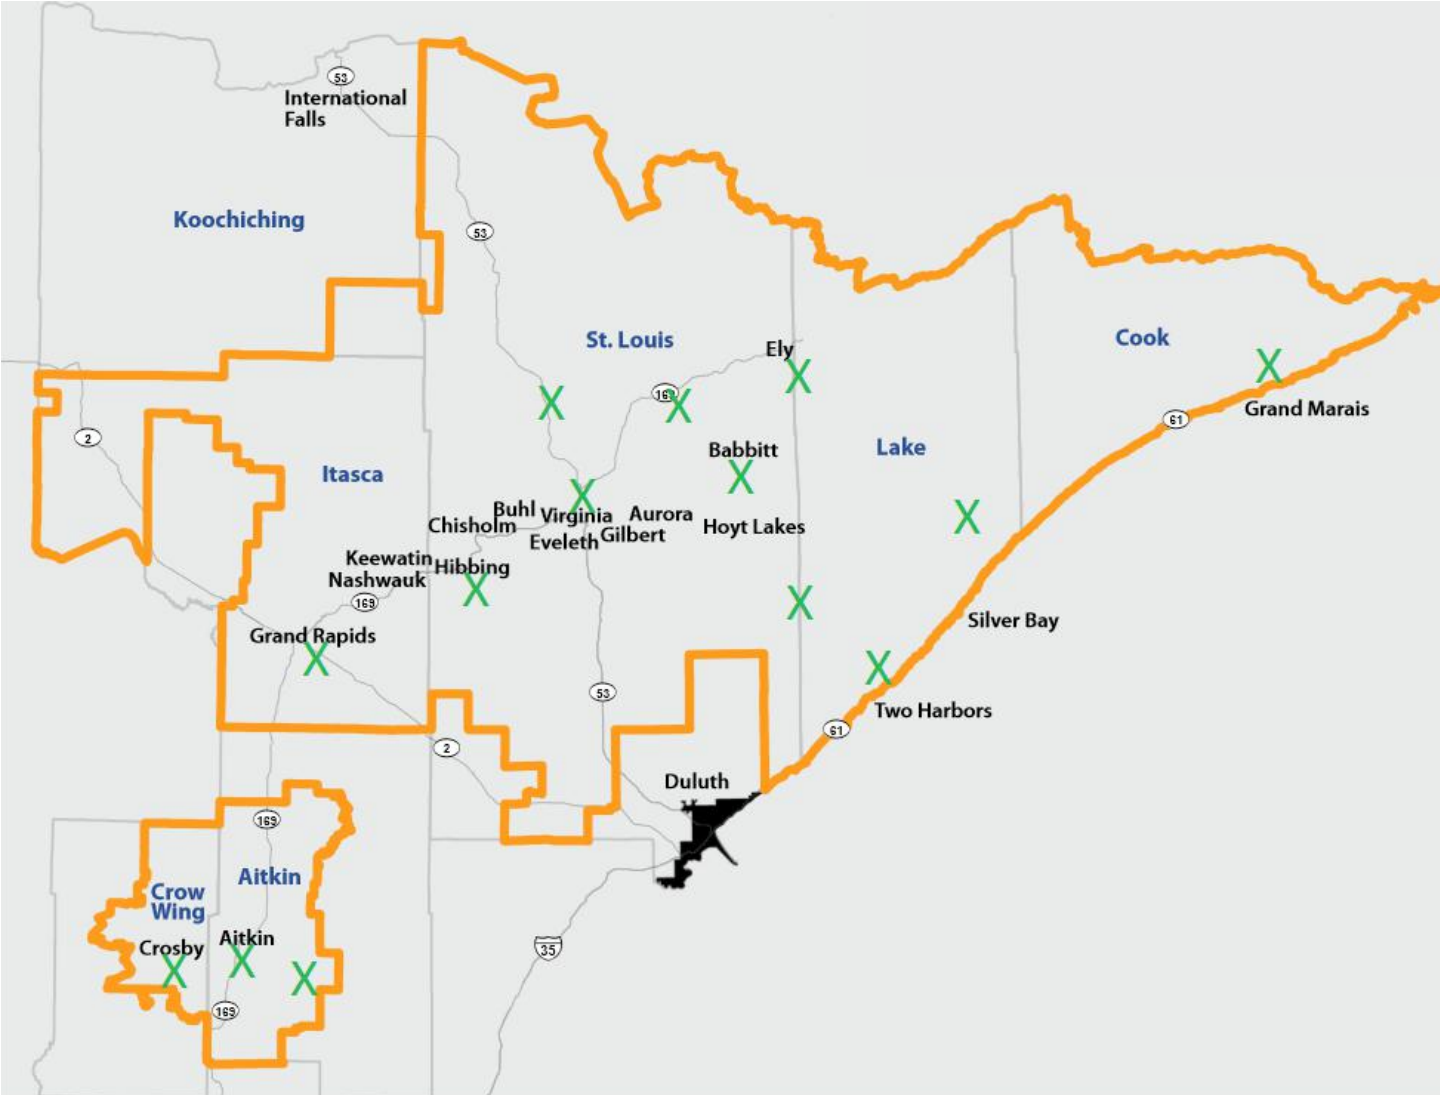 53
International
Falls
Koochiching
53
St. Louis
Cook
Ely
X
X
X
169
X
Grand Marais
61
2
Babbitt
Lake
Itasca
X
X
Buhl
Virginia
Aurora
X
Chisholm
Gilbert
Hoyt Lakes
Eveleth
Keewatin
Hibbing
Nashwauk
X
169
X
Silver Bay
Grand Rapids
X
X
53
Two Harbors
61
2
Duluth
169
Aitkin
Crow
Wing
Aitkin
Crosby
X
X
X
35
169